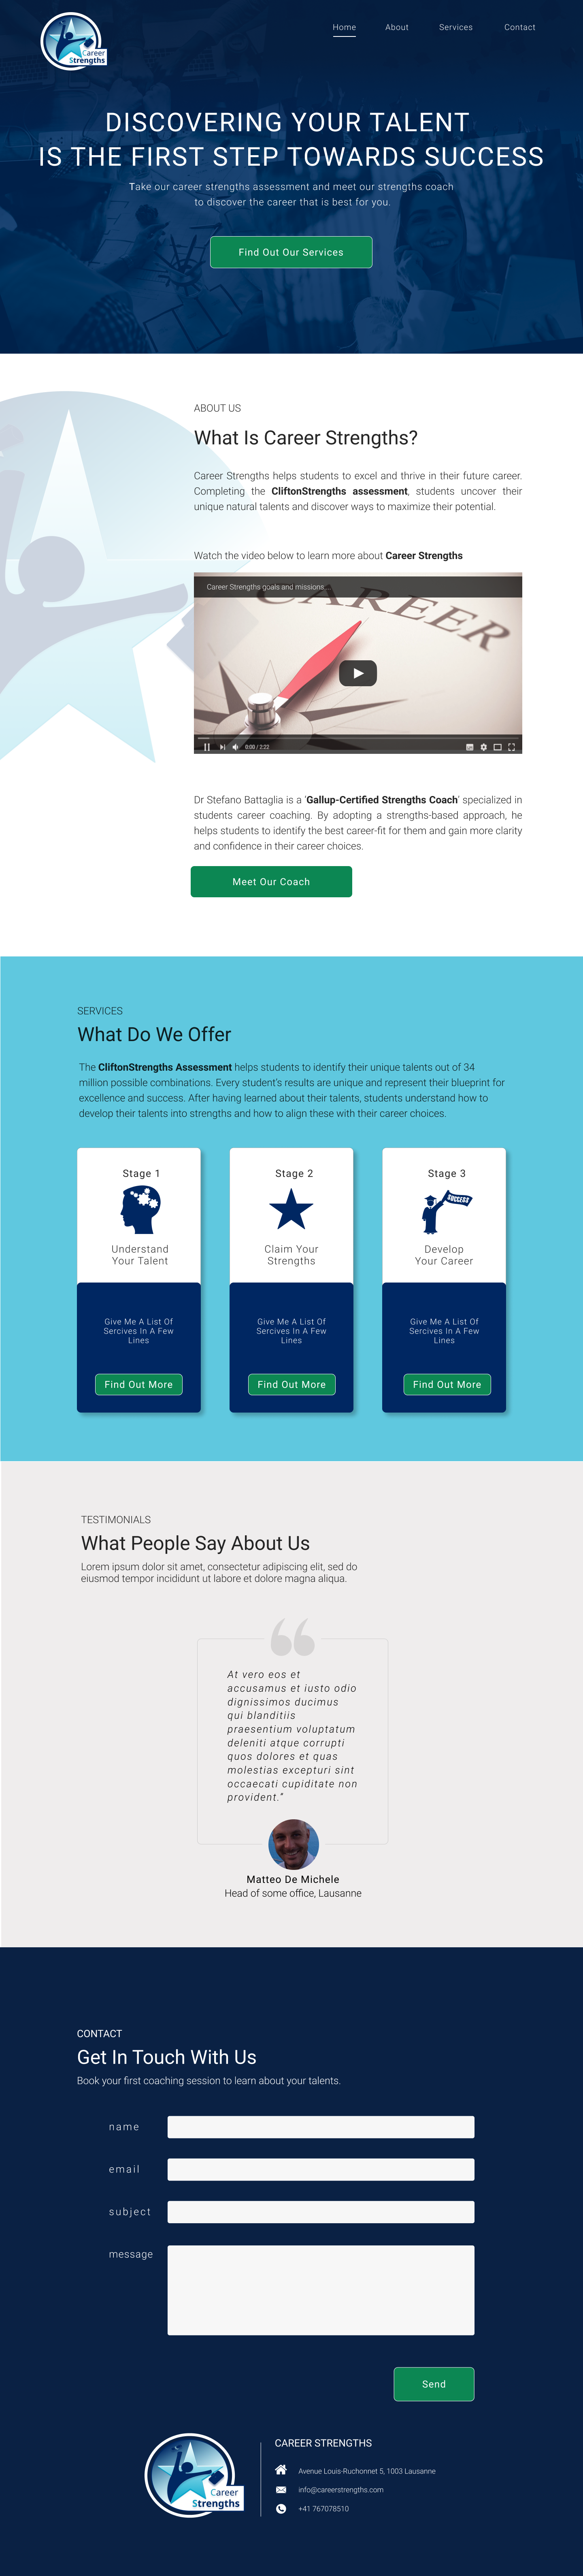 Career
Strengths
Home
About
Services
Contact
DISCOVERING YOUR TALENT
IS THE FIRST STEP TOWARDS SUCCESS
Take our career strengths assessment and meet our strengths coach
to discover the career that is best for you.
Find Out Our Services
ABOUT US
What Is Career Strengths?
Career Strengths helps students to excel and thrive in their future career.
Completing the CliftonStrengths assessment, students uncover their
unique natural talents and discover ways to maximize their potential.
Watch the video below to learn more about Career Strengths
Career Strengths goals and missions...
CAREER
0:00 / 2:22
Dr Stefano Battaglia is a 'Gallup-Certified Strengths Coach' specialized in
students career coaching. By adopting a strengths-based approach, he
helps students to identify the best career-fit for them and gain more clarity
and confidence in their career choices.
Meet Our Coach
SERVICES
What Do We Offer
The CliftonStrengths Assessment helps students to identify their unique talents out of 34
million possible combinations. Every student's results are unique and represent their blueprint for
excellence and success. After having learned about their talents, students understand how to
develop their talents into strengths and how to align these with their career choices.
Stage 1
Understand
Your Talent
Give Me A List Of
Sercives In A Few
Lines
Find Out More
Stage 2
Claim Your
Strengths
Give Me A List Of
Sercives In A Few
Lines
Find Out More
Stage 3
SUCCESS
Develop
Your Career
Give Me A List Of
Sercives In A Few
Lines
Find Out More
TESTIMONIALS
What People Say About Us
Lorem ipsum dolor sit amet, consectetur adipiscing elit, sed do
eiusmod tempor incididunt ut labore et dolore magna aliqua.
At vero eos et
accusamus et iusto odio
dignissimos ducimus
qui blanditiis
praesentium voluptatum
deleniti atque corrupti
quos dolores et quas
molestias excepturi sint
occaecati cupiditate non
provident."
Matteo De Michele
Head of some office, Lausanne
CONTACT
Get In Touch With Us
Book your first coaching session to learn about your talents.
name
email
subject
message
Send
Career
Strengths
CAREER STRENGTHS
Avenue Louis-Ruchonnet 5, 1003 Lausanne
info@careerstrengths.com
+41 767078510